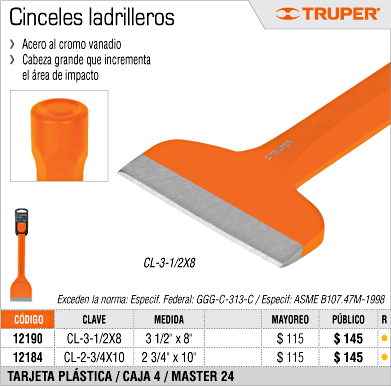 Cinceles ladrilleros
TRUPER®
› Acero al cromo vanadio
› Cabeza grande que incrementa
el área de impacto
TRUPER
CL-3-1/2X8
Exceden la norma: Especif. Federal: GGG-C-313-C / Especif: ASME B107.47M-1998
CÓDIGO CLAVE MEDIDA MAYOREO PÚBLICO R
12190 CL-3-1/2X8 3 1/2" x 8" $ 115 $ 145
12184 CL-2-3/4X10 2 3/4" x 10" $ 115 $ 145
TARJETA PLÁSTICA / CAJA 4 / MASTER 24